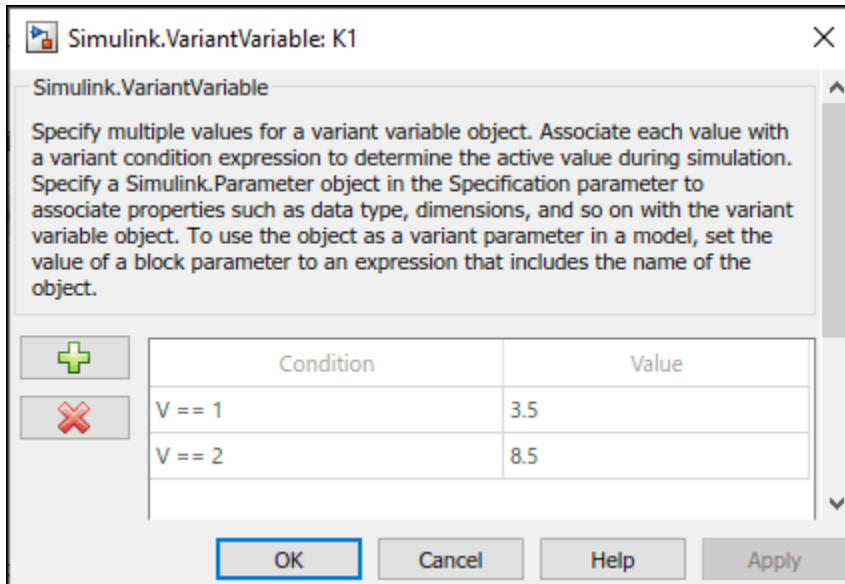 Simulink.VariantVariable: K1
Simulink.VariantVariable
Specify multiple values for a variant variable object. Associate each value with
a variant condition expression to determine the active value during simulation.
Specify a Simulink.Parameter object in the Specification parameter to
associate properties such as data type, dimensions, and so on with the variant
variable object. To use the object as a variant parameter in a model, set the
value of a block parameter to an expression that includes the name of the
object.
Condition Value
V == 1 3.5
V == 2 8.5
OK Cancel Help Apply